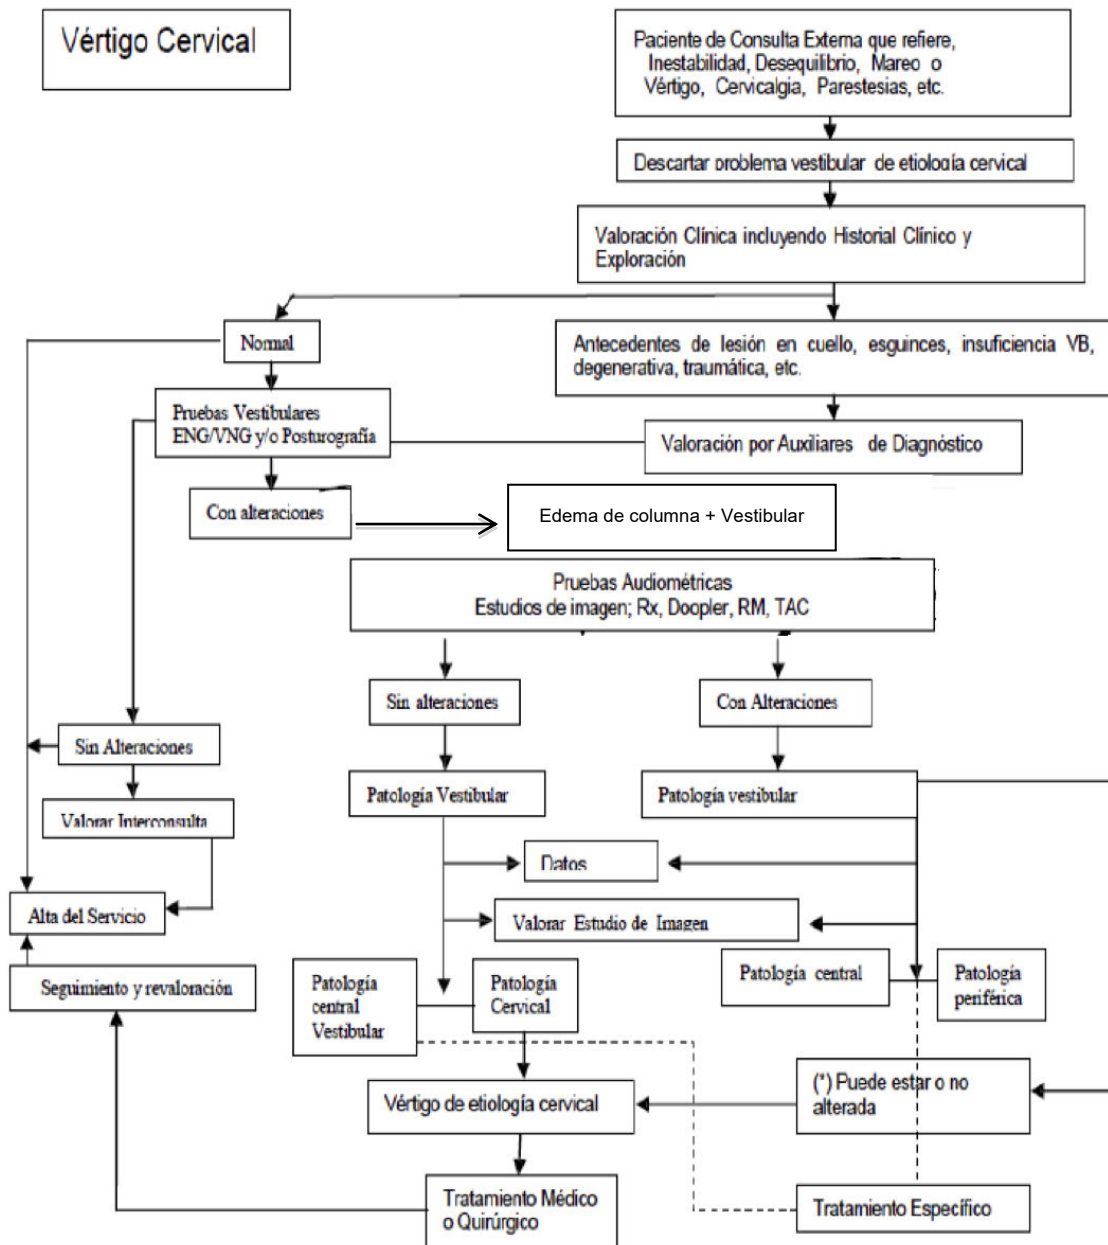 Vértigo Cervical
Paciente de Consulta Externa que refiere,
Inestabilidad, Desequilibrio, Mareo o
Vértigo, Cervicalgia, Parestesias, etc.
Descartar problema vestibular de etiología cervical
Valoración Clínica incluyendo Historial Clínico y
Exploración
Normal
Antecedentes de lesión en cuello, esguinces, insuficiencia VB,
degenerativa, traumática, etc.
Pruebas Vestibulares
ENG/VNG y/o Posturografía
Valoración por Auxiliares de Diagnóstico
Con alteraciones
Edema de columna + Vestibular
Pruebas Audiométricas
Estudios de imagen; Rx, Doopler, RM, TAC
Sin alteraciones
Con Alteraciones
Sin Alteraciones
Patología Vestibular
Patología vestibular
Valorar Interconsulta
Datos
Alta del Servicio
Valorar Estudio de Imagen
Seguimiento y revaloración
Patología
central
Vestibular
Patología
Cervical
Patología central
Patología
periférica
Vértigo de etiología cervical
(*) Puede estar o no
alterada
Tratamiento Médico
o Quirúrgico
Tratamiento Específico